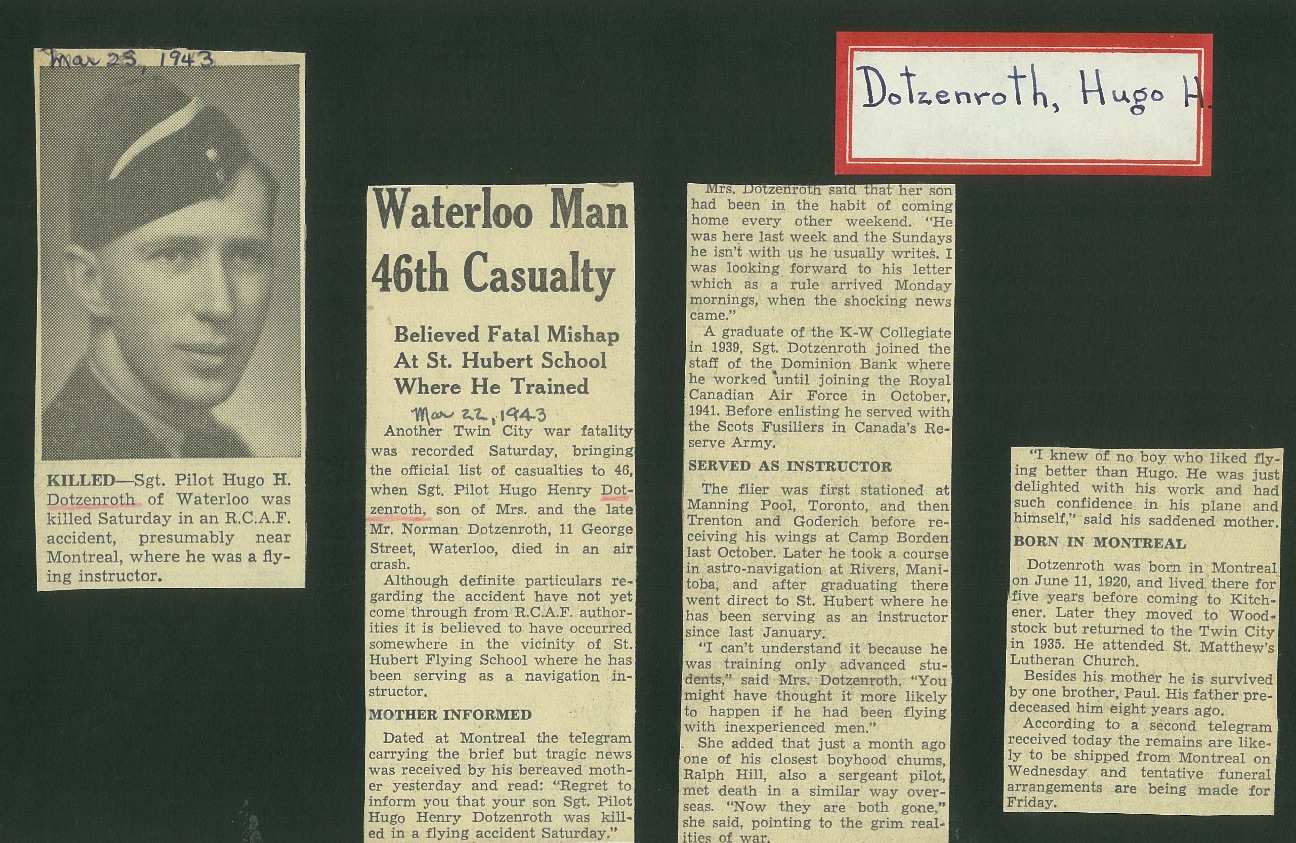 Mar 25, 1943
KILLED—Sgt. Pilot Hugo H.
Dotzenroth of Waterloo was
killed Saturday in an R.C.A.F.
accident, presumably near
Montreal, where he was a fly-
ing instructor.
Dotzenroth, Hugo H.
Waterloo Man
46th Casualty
Believed Fatal Mishap
At St. Hubert School
Where He Trained
Mar 22, 1943
Another Twin City war fatality
was recorded Saturday, bringing
the official list of casualties to 46,
when Sgt. Pilot Hugo Henry Dot-
zenroth, son of Mrs. and the late
Mr. Norman Dotzenroth, 11 George
Street, Waterloo, died in an air
crash.
Although definite particulars re-
garding the accident have not yet
come through from R.C.A.F. author-
ities it is believed to have occurred
somewhere in the vicinity of St.
Hubert Flying School where he has
been serving as a navigation in-
structor.
MOTHER INFORMED
Dated at Montreal the telegram
carrying the brief but tragic news
was received by his bereaved moth-
er yesterday and read: “Regret to
inform you that your son Sgt. Pilot
Hugo Henry Dotzenroth was kill-
ed in a flying accident Saturday.”
Mrs. Dotzenroth said that her son
had been in the habit of coming
home every other weekend. “He
was here last week and the Sundays
he isn’t with us he usually writes. I
was looking forward to his letter
which as a rule arrived Monday
mornings, when the shocking news
came.”
A graduate of the K-W Collegiate
in 1939, Sgt. Dotzenroth joined the
staff of the Dominion Bank where
he worked until joining the Royal
Canadian Air Force in October,
1941. Before enlisting he served with
the Scots Fusiliers in Canada’s Re-
serve Army.
SERVED AS INSTRUCTOR
The flier was first stationed at
Manning Pool, Toronto, and then
Trenton and Goderich before re-
ceiving his wings at Camp Borden
last October. Later he took a course
in astro-navigation at Rivers, Mani-
toba, and after graduating there
went direct to St. Hubert where he
has been serving as an instructor
since last January.
“I can’t understand it because he
was training only advanced stu-
dents,” said Mrs. Dotzenroth. “You
might have thought it more likely
to happen if he had been flying
with inexperienced men.”
She added that just a month ago
one of his closest boyhood chums,
Ralph Hill, also a sergeant pilot,
met death in a similar way over-
seas. “Now they are both gone,”
she said, pointing to the grim real-
ities of war.
“I knew of no boy who liked fly-
ing better than Hugo. He was just
delighted with his work and had
such confidence in his plane and
himself,” said his saddened mother.
BORN IN MONTREAL
Dotzenroth was born in Montreal
on June 11, 1920, and lived there for
five years before coming to Kitch-
ener. Later they moved to Wood-
stock but returned to the Twin City
in 1935. He attended St. Matthew’s
Lutheran Church.
Besides his mother he is survived
by one brother, Paul. His father pre-
deceased him eight years ago.
According to a second telegram
received today the remains are like-
ly to be shipped from Montreal on
Wednesday and tentative funeral
arrangements are being made for
Friday.